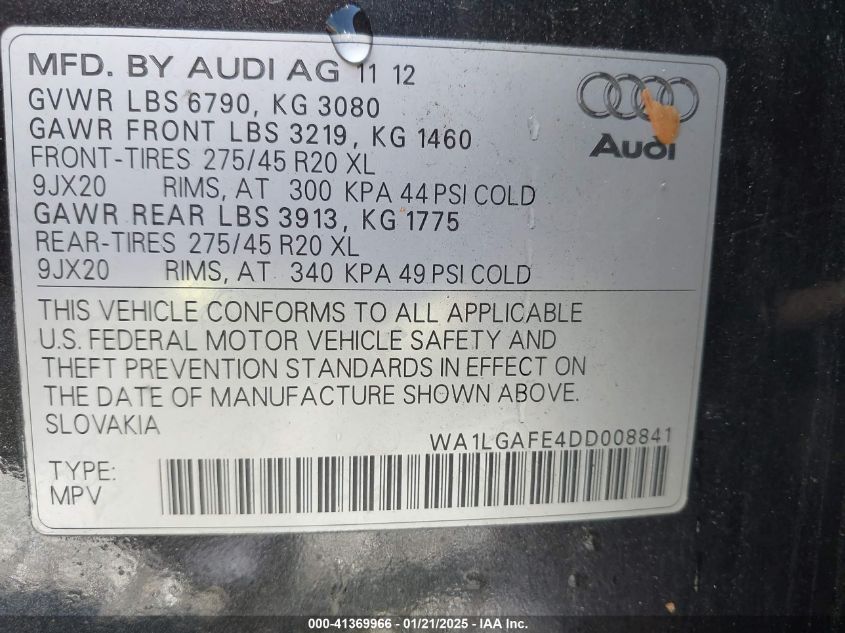 MFD. BY AUDI AG 11 12
GVWR LBS 6790, KG 3080
GAWR FRONT LBS 3219, KG 1460
FRONT-TIRES 275/45 R20 XL
9JX20 RIMS, AT 300 KPA 44 PSI COLD
GAWR REAR LBS 3913, KG 1775
REAR-TIRES 275/45 R20 XL
9JX20 RIMS, AT 340 KPA 49 PSI COLD
Audi
THIS VEHICLE CONFORMS TO ALL APPLICABLE
U.S. FEDERAL MOTOR VEHICLE SAFETY AND
THEFT PREVENTION STANDARDS IN EFFECT ON
THE DATE OF MANUFACTURE SHOWN ABOVE.
SLOVAKIA
WA1LGAFE4DD008841
TYPE:
MPV
000-41369966 - 01/21/2025 - IAA Inc.